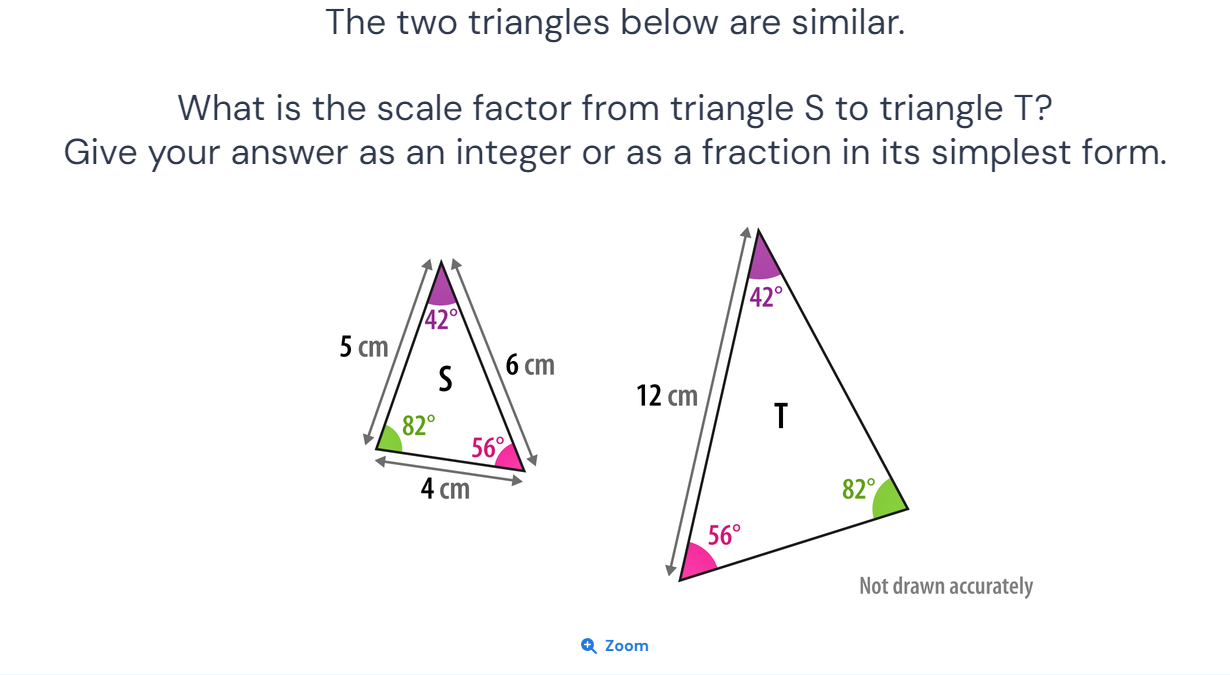 The two triangles below are similar.
What is the scale factor from triangle S to triangle T?
Give your answer as an integer or as a fraction in its simplest form.
42°
5 cm
6 cm
S
82°
56°
4 cm
42°
12 cm
T
82°
56°
Not drawn accurately
Zoom